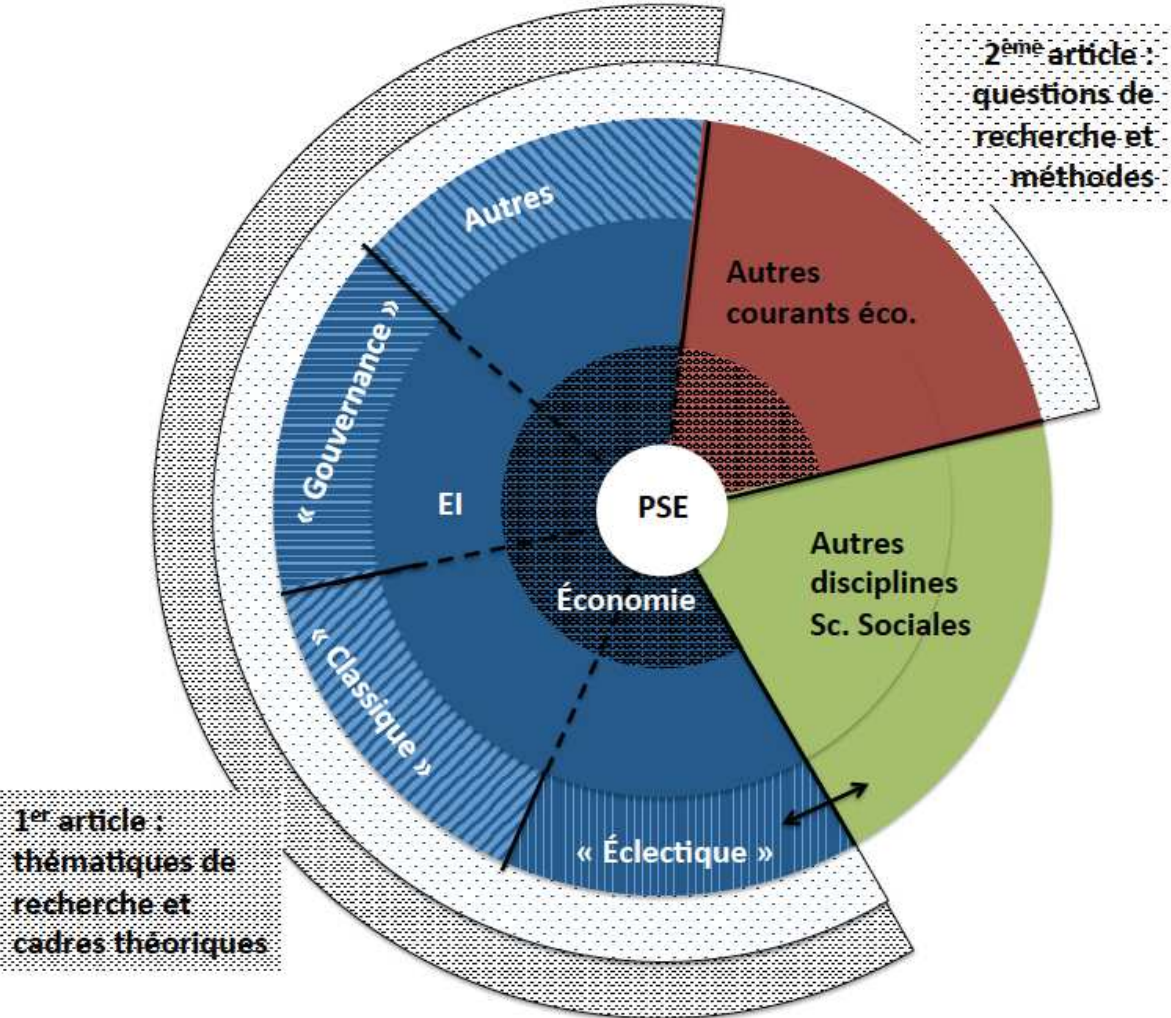 2ème article :
questions de
recherche et
méthodes
Autres
Autres
courants éco.
« Gouvernance »
EI
PSE
Autres
disciplines
Sc. Sociales
Économie
« Classique »
« Éclectique »
1er article :
thématiques de
recherche et
cadres théoriques